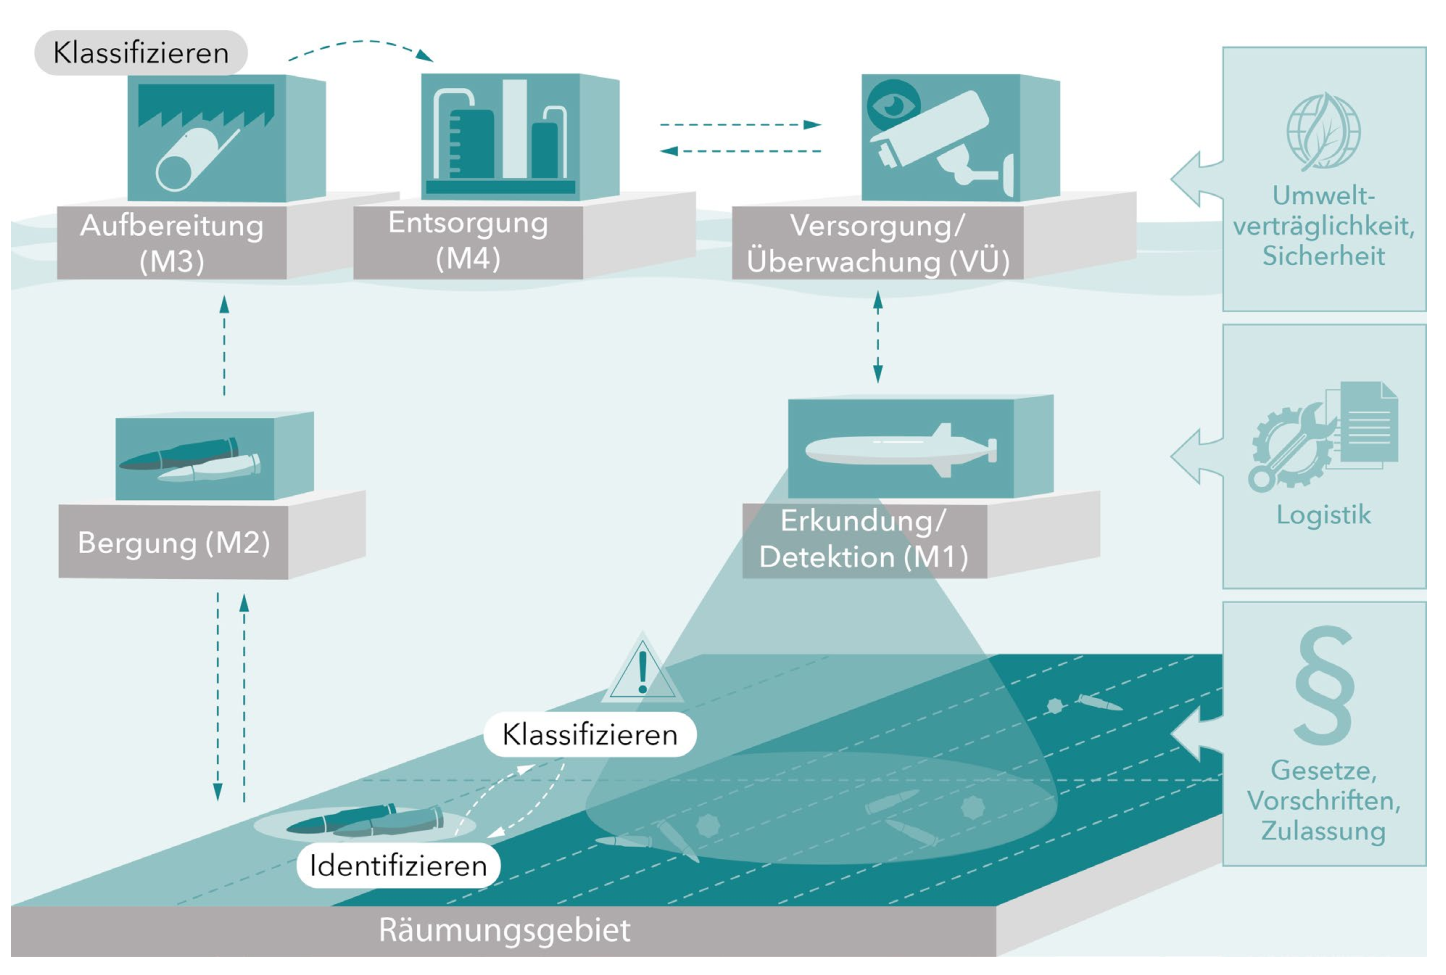 Klassifizieren
Aufbereitung
(M3)
Entsorgung
(M4)
Versorgung/
Überwachung (VÜ)
Umwelt-
verträglichkeit,
Sicherheit
Bergung (M2)
Erkundung/
Detektion (M1)
Logistik
!
Klassifizieren
Identifizieren
§
Gesetze,
Vorschriften,
Zulassung
Räumungsgebiet